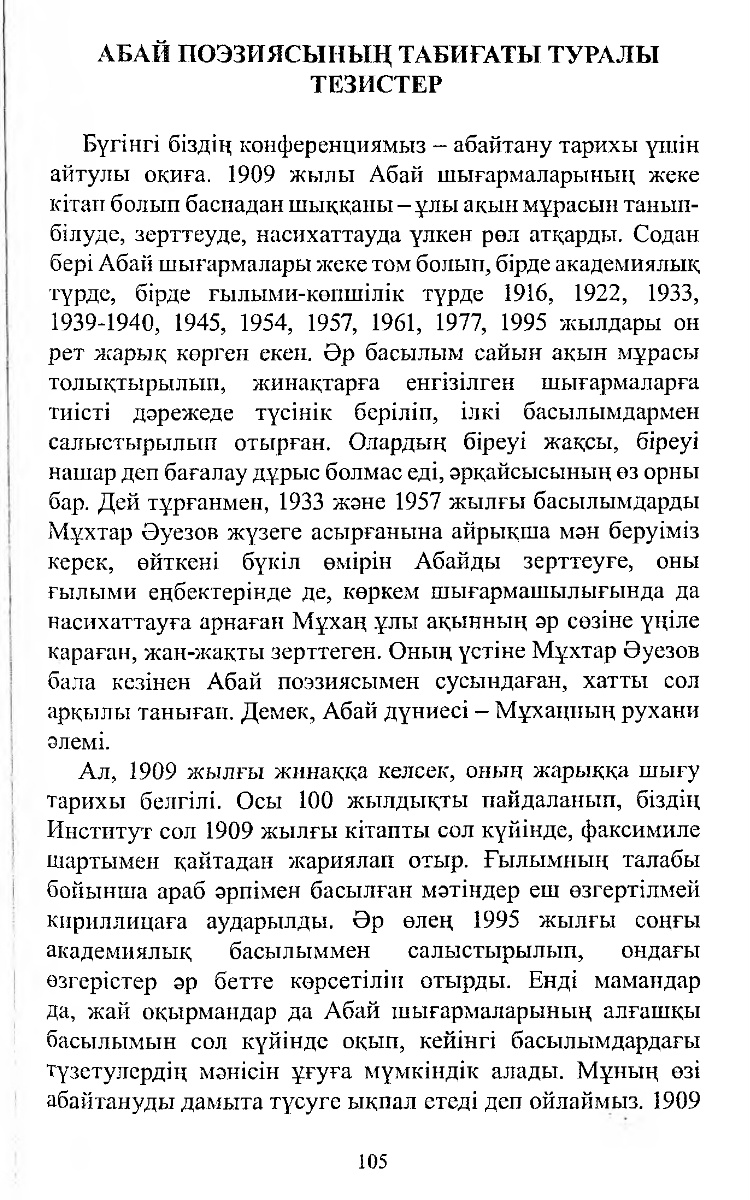 АБАЙ ПОЭЗИЯСЫНЫҢ ТАБИҒАТЫ ТУРАЛЫ
ТЕЗИСТЕР
Бүгінгі біздің конференциямыз – абайтану тарихы үшін
айтулы оқиға. 1909 жылы Абай шығармаларының жеке
кітап болып баспадан шыққаны – ұлы ақын мұрасын танып-
білуде, зерттеуде, насихаттауда үлкен рөл атқарды. Содан
бері Абай шығармалары жеке том болып, бірде академиялық
түрде, бірде ғылыми-көпшілік түрде 1916, 1922, 1933,
1939-1940, 1945, 1954, 1957, 1961, 1977, 1995 жылдары он
рет жарық көрген екен. Әр басылым сайын ақын мұрасы
толықтырылып, жинақтарға енгізілген шығармаларға
тиісті дәрежеде түсінік беріліп, ілкі басылымдармен
салыстырылып отырған. Олардың біреуі жақсы, біреуі
нашар деп бағалау дұрыс болмас еді, әрқайсысының өз орны
бар. Дей тұрғанмен, 1933 және 1957 жылғы басылымдарды
Мұхтар Әуезов жүзеге асырғанына айрықша мән беруіміз
керек, өйткені бүкіл өмірін Абайды зерттеуге, оны
ғылыми еңбектерінде де, көркем шығармашылығында да
насихаттауға арнаған Мұхаң ұлы ақынның әр сөзіне үңіле
караған, жан-жақты зерттеген. Оның үстіне Мұхтар Әуезов
бала кезінен Абай поэзиясымен сусындаған, хатты сол
арқылы таныған. Демек, Абай дүниесі – Мұхаңның рухани
әлемі.
Ал, 1909 жылғы жинаққа келсек, оның жарыққа шығу
тарихы белгілі. Осы 100 жылдықты пайдаланып, біздің
Институт сол 1909 жылғы кітапты сол күйінде, факсимиле
шартымен қайтадан жариялап отыр. Ғылымның талабы
бойынша араб әрпімен басылған мәтіндер еш өзгертілмей
кириллицаға аударылды. Әр өлең 1995 жылғы соңғы
академиялық басылыммен салыстырылып, ондағы
өзгерістер әр бетте көрсетіліп отырды. Енді мамандар
да, жай оқырмандар да Абай шығармаларының алғашқы
басылымын сол күйінде оқып, кейінгі басылымдардағы
түзетулердің мәнісін ұғуға мүмкіндік алады. Мұның өзі
абайтануды дамыта түсуге ықпал етеді деп ойлаймыз. 1909
105